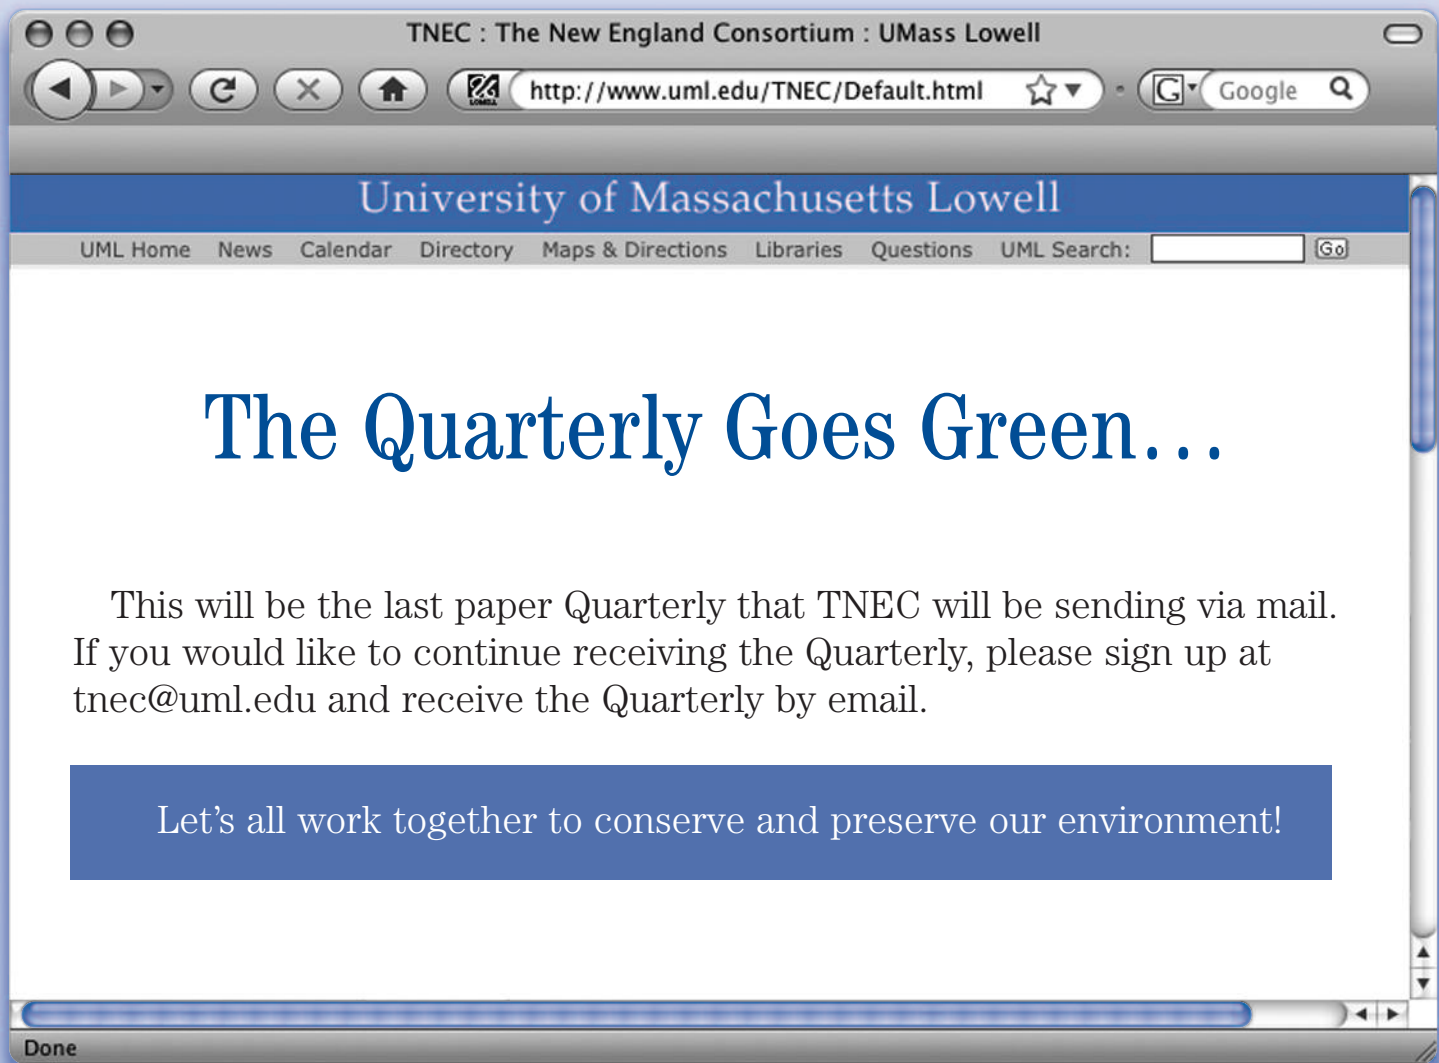 TNEC : The New England Consortium : UMass Lowell
http://www.uml.edu/TNEC/Default.html
G
Google
LOWELL
University of Massachusetts Lowell
UML Home News Calendar Directory Maps & Directions Libraries Questions UML Search: Go
The Quarterly Goes Green...
This will be the last paper Quarterly that TNEC will be sending via mail.
If you would like to continue receiving the Quarterly, please sign up at
tnec@uml.edu and receive the Quarterly by email.
Let's all work together to conserve and preserve our environment!
Done